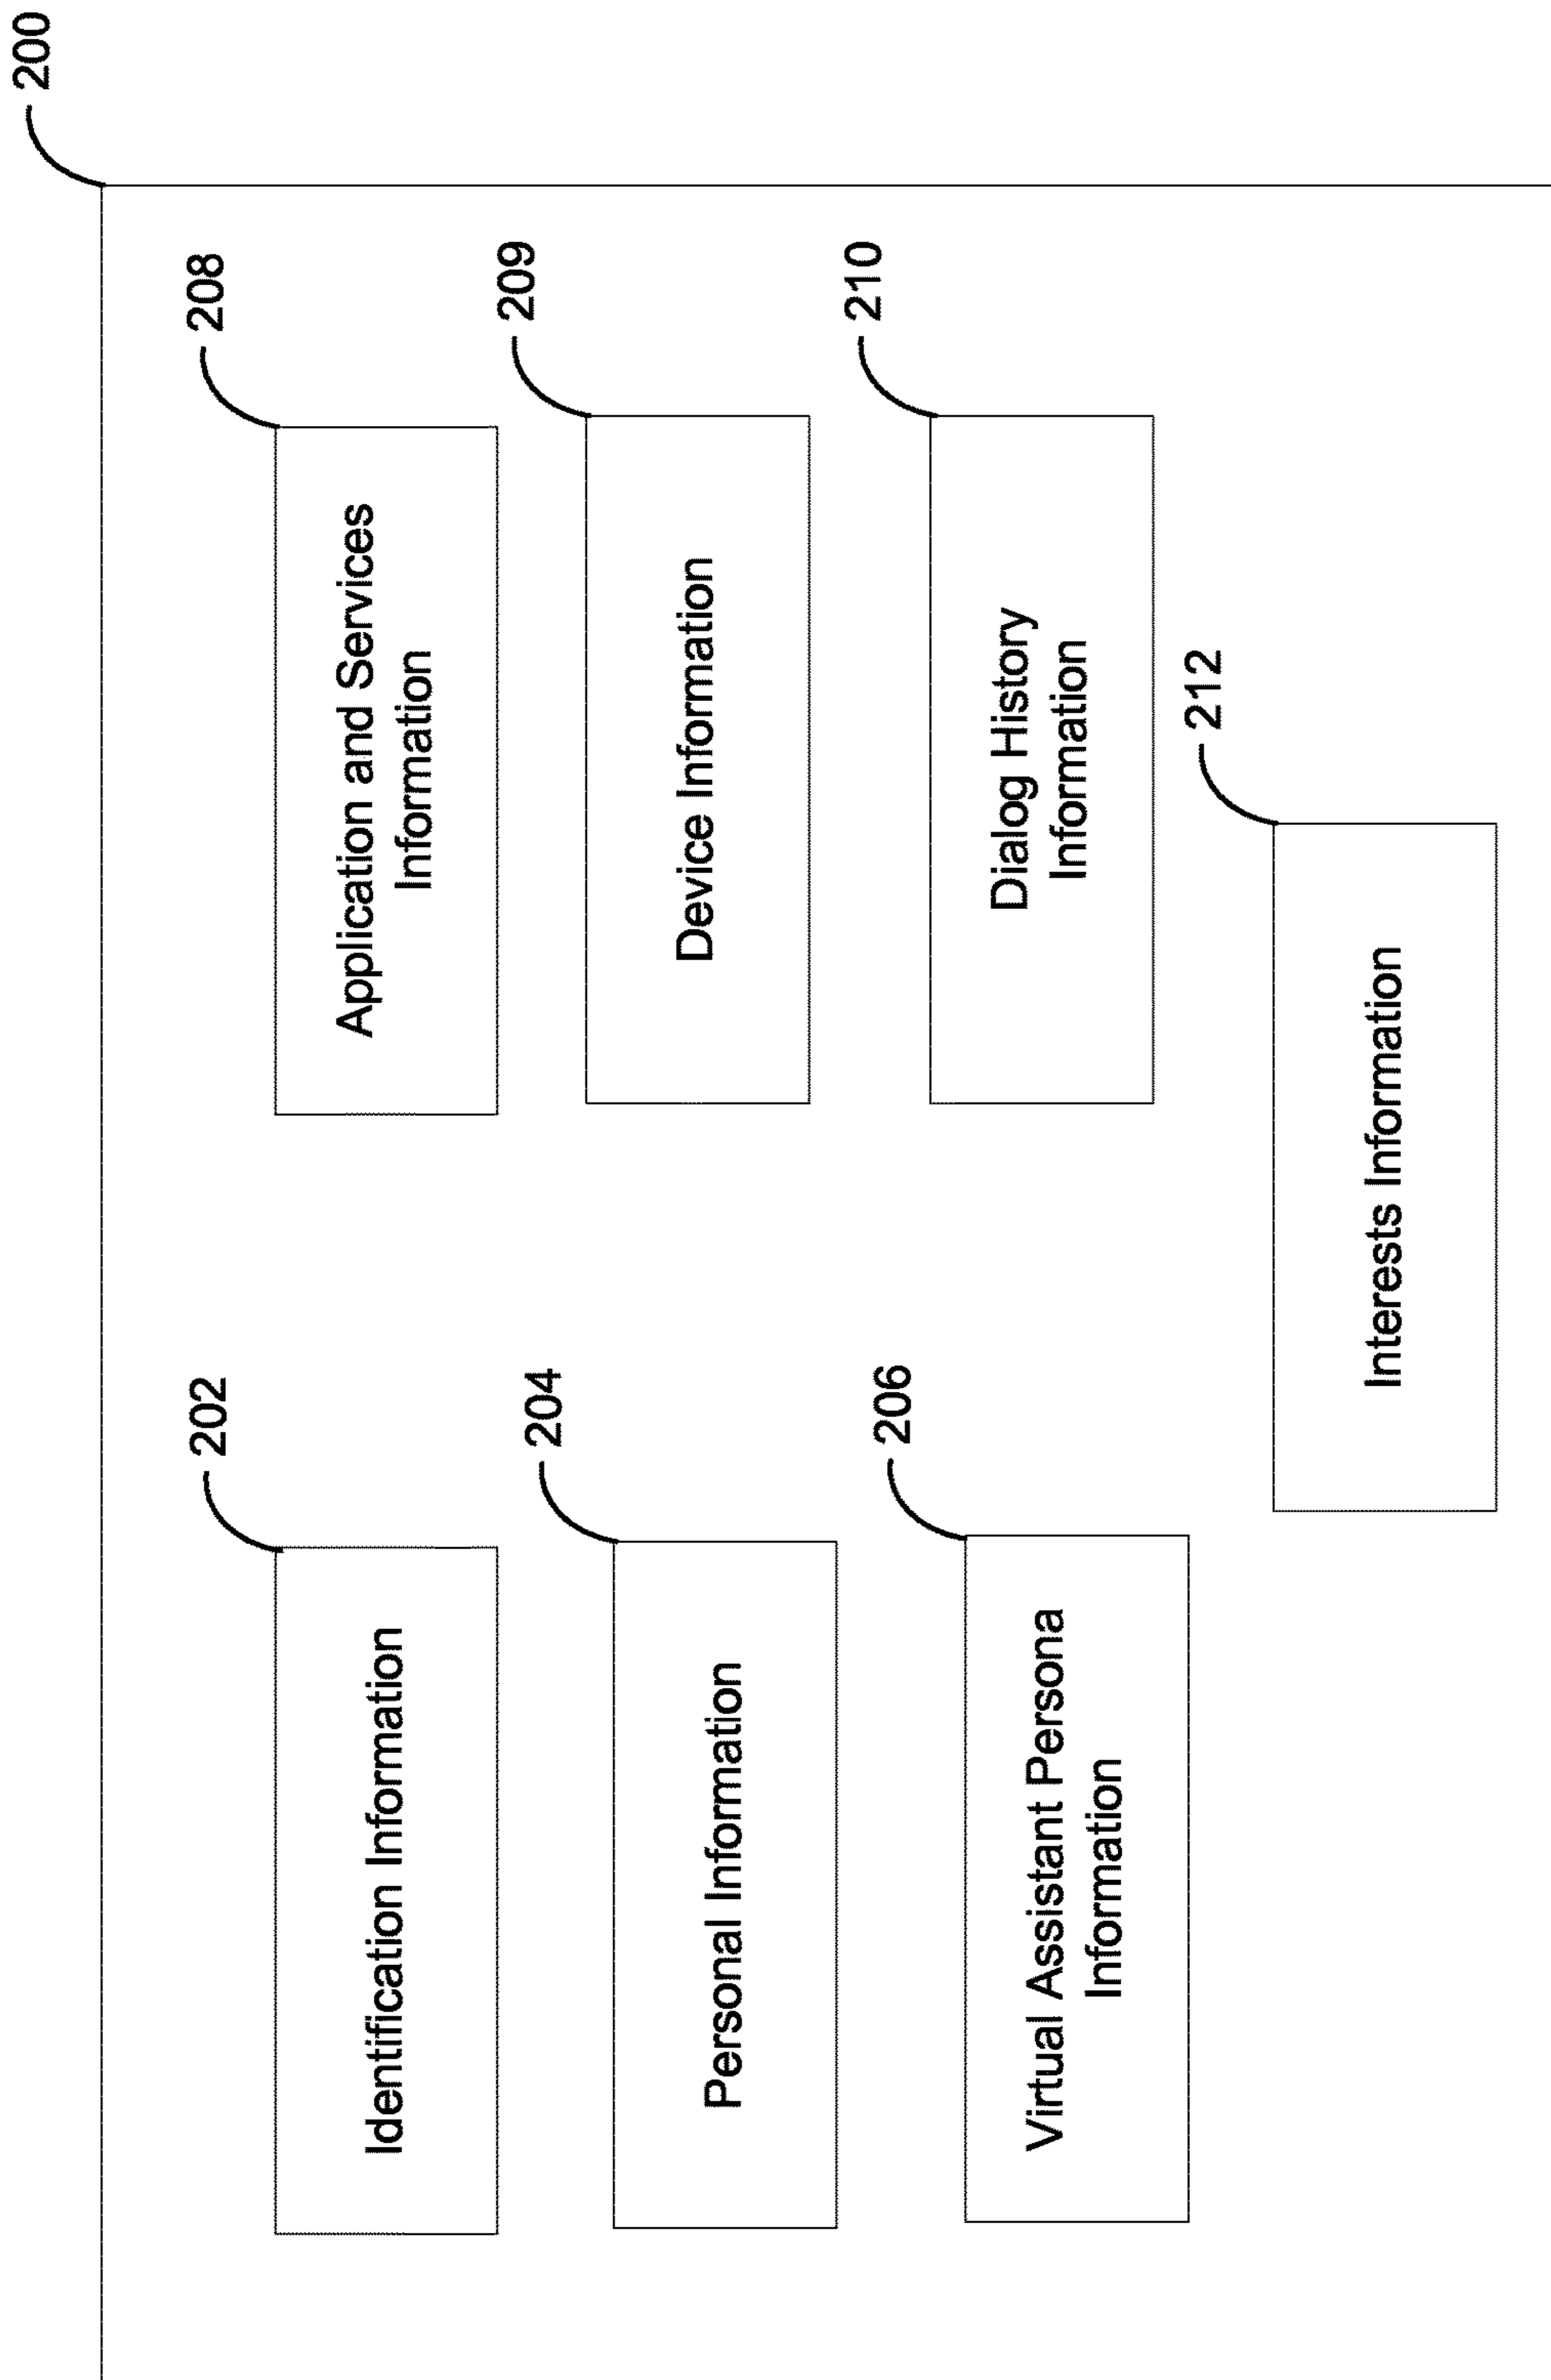 200
202
Identification Information
208
Application and Services
Information
204
Personal Information
209
Device Information
206
Virtual Assistant Persona
Information
210
Dialog History
Information
212
Interests Information